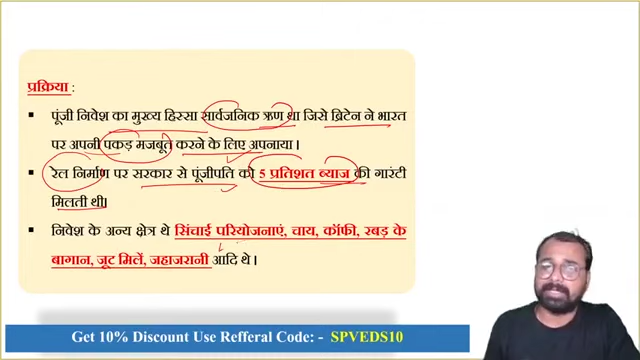 प्रक्रिया :
▪ पूंजी निवेश का मुख्य हिस्सा सार्वजनिक ऋण था जिसे ब्रिटेन ने भारत
पर अपनी पकड़ मजबूत करने के लिए अपनाया।
▪ रेल निर्माण पर सरकार से पूंजीपति को 5 प्रतिशत ब्याज की गारंटी
मिलती थी।
▪ निवेश के अन्य क्षेत्र थे सिंचाई परियोजनाएं, चाय, कॉफी, रबड़ के
बागान, जूट मिलें, जहाजरानी आदि थे।
Get 10% Discount Use Refferal Code: - SPVEDS10